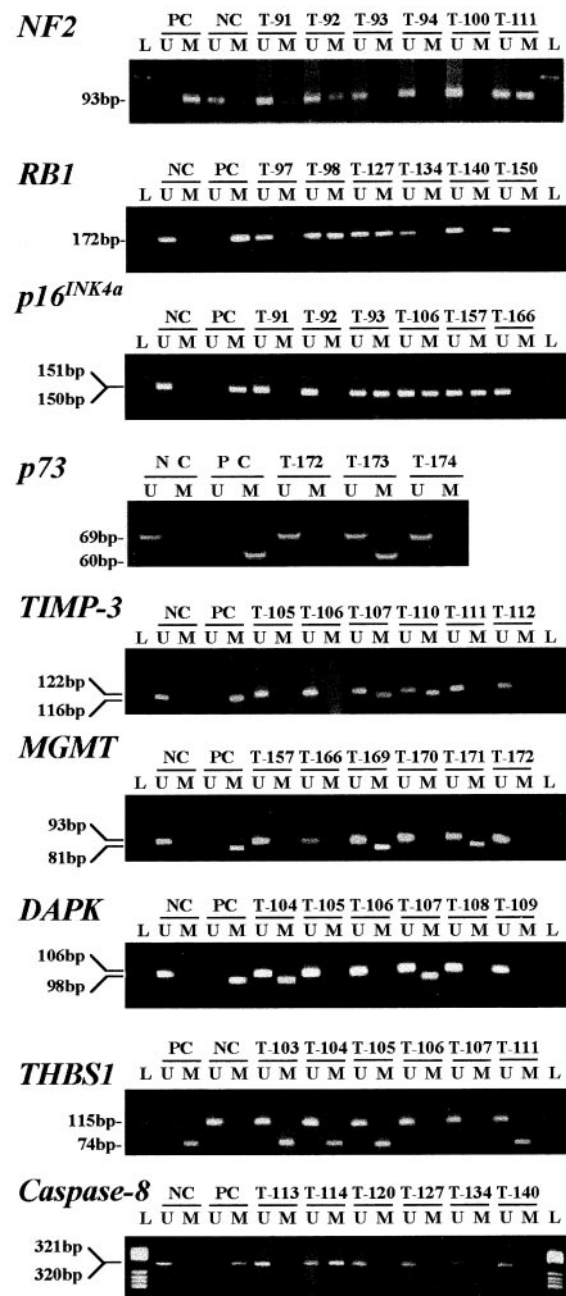 NF2
PC NC T-91 T-92 T-93 T-94 T-100 T-111
L U M U M U M U M U M U M U M U M L
93bp-
RB1
NC PC T-97 T-98 T-127 T-134 T-140 T-150
L U M U M U M U M U M U M U M U M L
172bp-
p16INK4a
NC PC T-91 T-92 T-93 T-106 T-157 T-166
L U M U M U M U M U M U M U M U M L
151bp
150bp
p73
N C P C T-172 T-173 T-174
U M U M U M U M U M
69bp-
60bp-
TIMP-3
NC PC T-105 T-106 T-107 T-110 T-111 T-112
L U M U M U M U M U M U M U M U M L
122bp
116bp
MGMT
NC PC T-157 T-166 T-169 T-170 T-171 T-172
L U M U M U M U M U M U M U M U M L
93bp
81bp
DAPK
NC PC T-104 T-105 T-106 T-107 T-108 T-109
L U M U M U M U M U M U M U M U M L
106bp
98bp
THBS1
PC NC T-103 T-104 T-105 T-106 T-107 T-111
L U M U M U M U M U M U M U M U M L
115bp-
74bp-
Caspase-8
NC PC T-113 T-114 T-120 T-127 T-134 T-140
L U M U M U M U M U M U M U M U M L
321bp
320bp